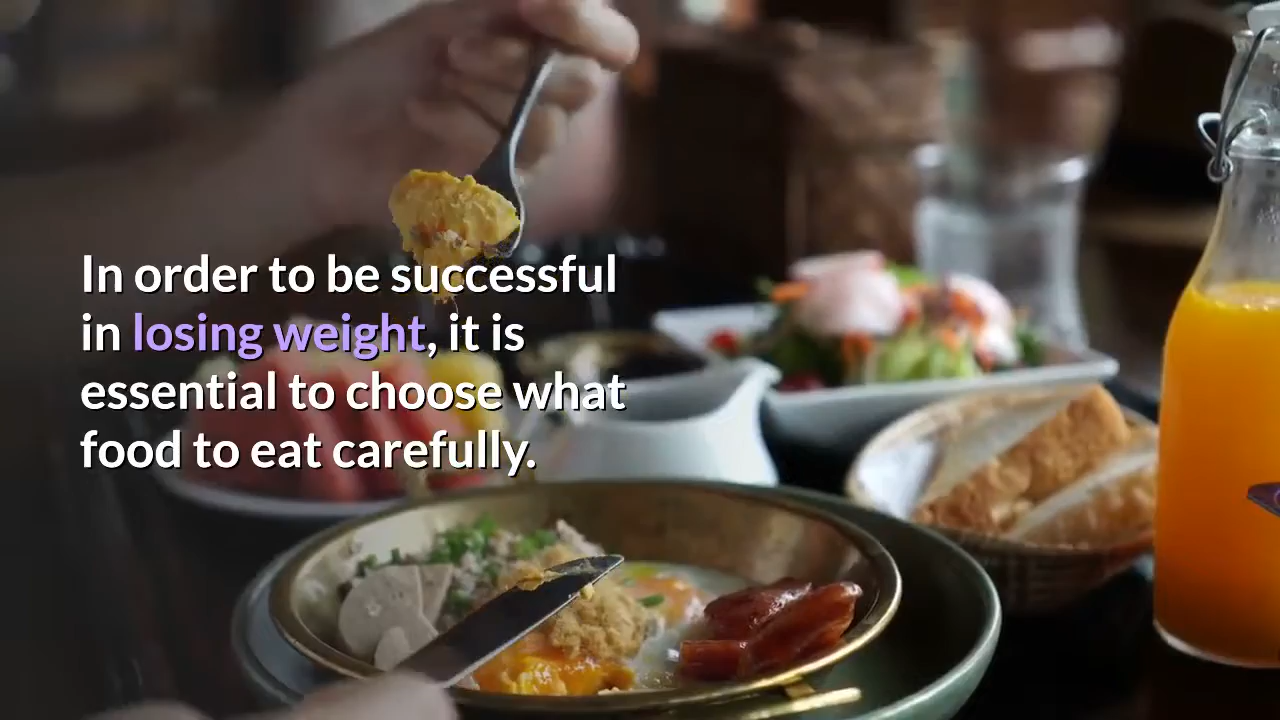 In order to be successful
in losing weight, it is
essential to choose what
food to eat carefully.